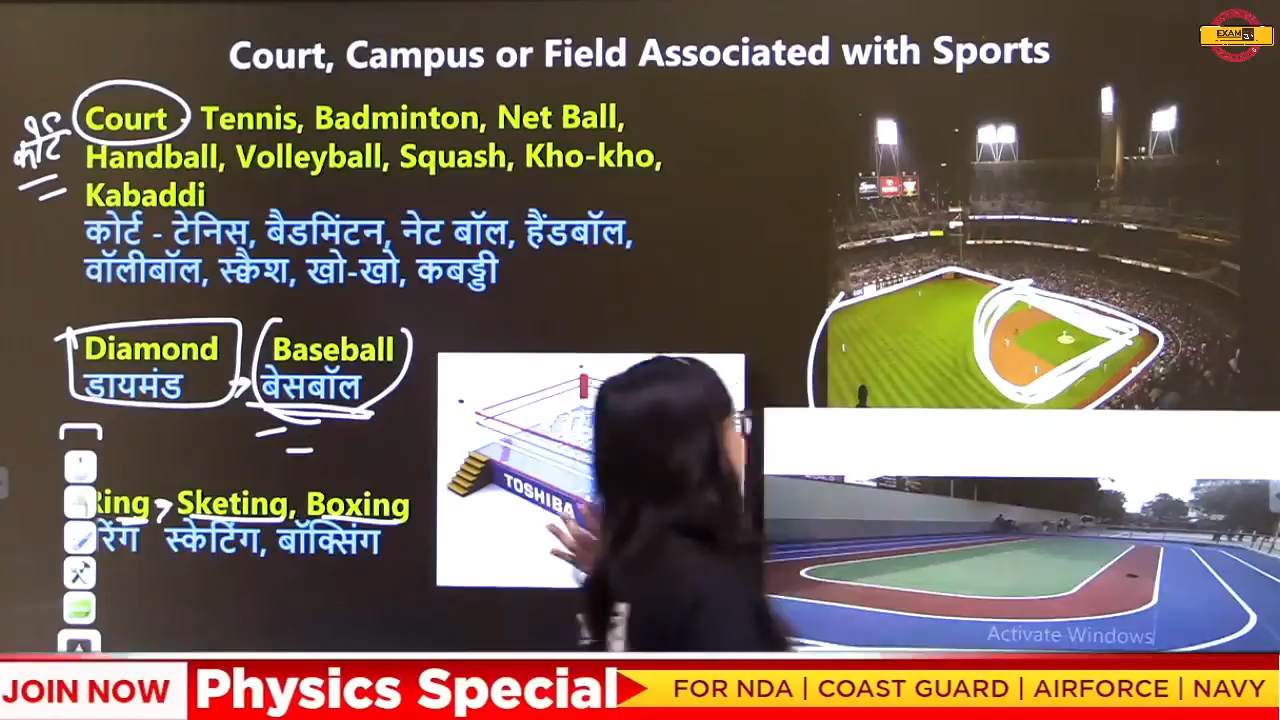 Court, Campus or Field Associated with Sports
EXAM
कोर्ट
Court - Tennis, Badminton, Net Ball,
Handball, Volleyball, Squash, Kho-kho,
Kabaddi
कोर्ट - टेनिस, बैडमिंटन, नेट बॉल, हैंडबॉल,
वॉलीबॉल, स्क्वैश, खो-खो, कबड्डी
Diamond Baseball
डायमंड बेसबॉल
Ring Sketing, Boxing
रिंग स्केटिंग, बॉक्सिंग
TOSHIBA
Activate Windows
JOIN NOW Physics Special FOR NDA | COAST GUARD | AIRFORCE | NAVY